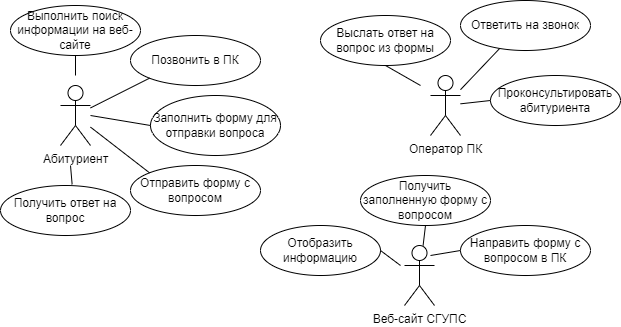 Выполнить поиск
информации на веб-
сайте
Позвонить в ПК
Заполнить форму для
отправки вопроса
Абитуриент
Отправить форму с
вопросом
Получить ответ на
вопрос
Выслать ответ на
вопрос из формы
Ответить на звонок
Проконсультировать
абитуриента
Оператор ПК
Получить
заполненную форму с
вопросом
Отобразить
информацию
Направить форму с
вопросом в ПК
Веб-сайт СГУПС